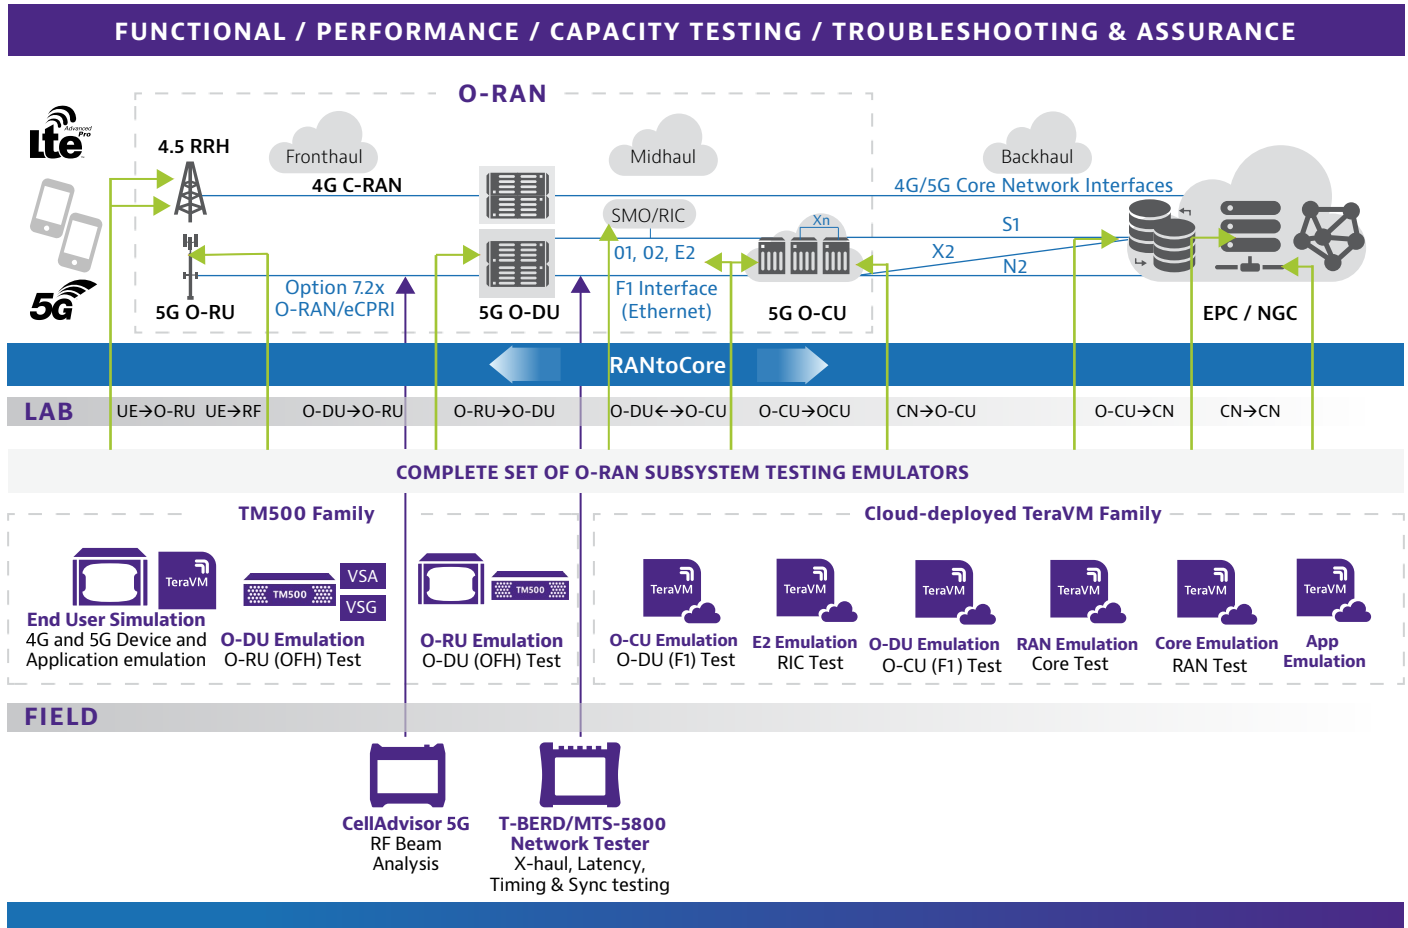 FUNCTIONAL / PERFORMANCE / CAPACITY TESTING / TROUBLESHOOTING & ASSURANCE
O-RAN
Lte Advanced Pro
4.5 RRH
Fronthaul
Midhaul
Backhaul
4G C-RAN
4G/5G Core Network Interfaces
SMO/RIC
Xn
S1
01, 02, E2
X2
N2
5G
Option 7.2x
O-RAN/eCPRI
F1 Interface
(Ethernet)
5G O-RU
5G O-DU
5G O-CU
EPC / NGC
RANtoCore
LAB
UE→O-RU
UE→RF
O-DU→O-RU
O-RU→O-DU
O-DU←→O-CU
O-CU→OCU
CN→O-CU
O-CU→CN
CN→CN
COMPLETE SET OF O-RAN SUBSYSTEM TESTING EMULATORS
TM500 Family
TeraVM
End User Simulation
4G and 5G Device and
Application emulation
TM500
VSA
VSG
O-DU Emulation
O-RU (OFH) Test
TM500
O-RU Emulation
O-DU (OFH) Test
Cloud-deployed TeraVM Family
TeraVM
O-CU Emulation
O-DU (F1) Test
TeraVM
E2 Emulation
RIC Test
TeraVM
O-DU Emulation
O-CU (F1) Test
TeraVM
RAN Emulation
Core Test
TeraVM
Core Emulation
RAN Test
TeraVM
App
Emulation
FIELD
CellAdvisor 5G
RF Beam
Analysis
T-BERD/MTS-5800
Network Tester
X-haul, Latency,
Timing & Sync testing